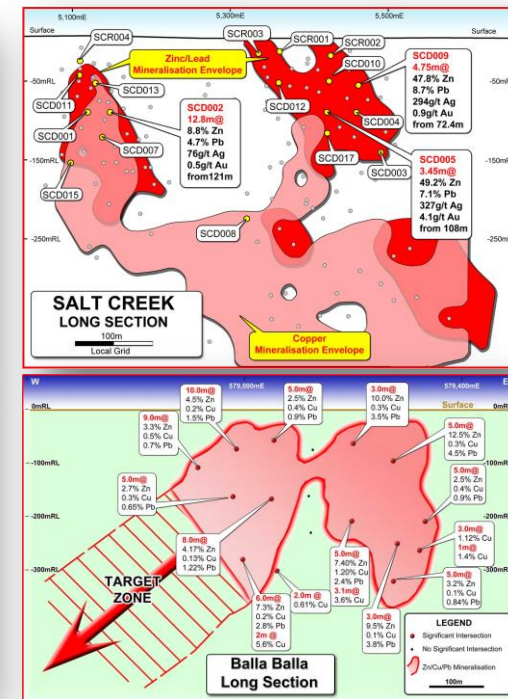 5,100mE
5,300mE
5,500mE
Surface
SCR004
SCR003
SCR001
SCR002
Surface
Zinc/Lead
Mineralisation Envelope
SCD010
SCD009
4.75m@
47.8% Zn
8.7% Pb
294g/t Ag
0.9g/t Au
from 72.4m
-50mRL
-50mRL
SCD011
SCD013
SCD002
12.8m@
8.8% Zn
4.7% Pb
76g/t Ag
0.5g/t Au
from121m
SCD012
SCD004
SCD001
SCD007
SCD017
SCD003
SCD005
3.45m@
49.2% Zn
7.1% Pb
327g/t Ag
4.1g/t Au
from 108m
-150mRL
-150m
SCD015
SCD008
-250mRL
-250m
SALT CREEK
LONG SECTION
100m
Local Grid
Copper
Mineralisation Envelope
W
579,000mE
579,400mE
E
0mRL
Surface
0mRL
10.0m@
4.5% Zn
0.2% Cu
1.5% Pb
5.0m@
2.5% Zn
0.4% Cu
0.9% Pb
3.0m@
10.0% Zn
0.3% Cu
3.5% Pb
9.0m@
3.3% Zn
0.5% Cu
0.7% Pb
5.0m@
12.5% Zn
0.3% Cu
4.5% Pb
-100mRL
-100mRL
5.0m@
2.7% Zn
0.3% Cu
0.65% Pb
5.0m@
2.5% Zn
0.4% Cu
0.9% Pb
-200mRL
-200mRL
8.0m@
4.17% Zn
0.13% Cu
1.22% Pb
5.0m@
7.40% Zn
1.20% Cu
2.4% Pb
3.1m@
3.6% Cu
3.0m@
1.12% Cu
1m@
1.4% Cu
-300mRL
-300mRL
TARGET
ZONE
6.0m@
7.3% Zn
0.2% Cu
2.8% Pb
2m @
5.6% Cu
2.0m @
0.61% Cu
3.0m@
9.5% Zn
0.1% Cu
3.8% Pb
5.0m@
3.2% Zn
0.1% Cu
0.84% Pb
Balla Balla
Long Section
LEGEND
Significant Intersection
No Significant Intersection
Zn/Cu/Pb Mineralisation
100m